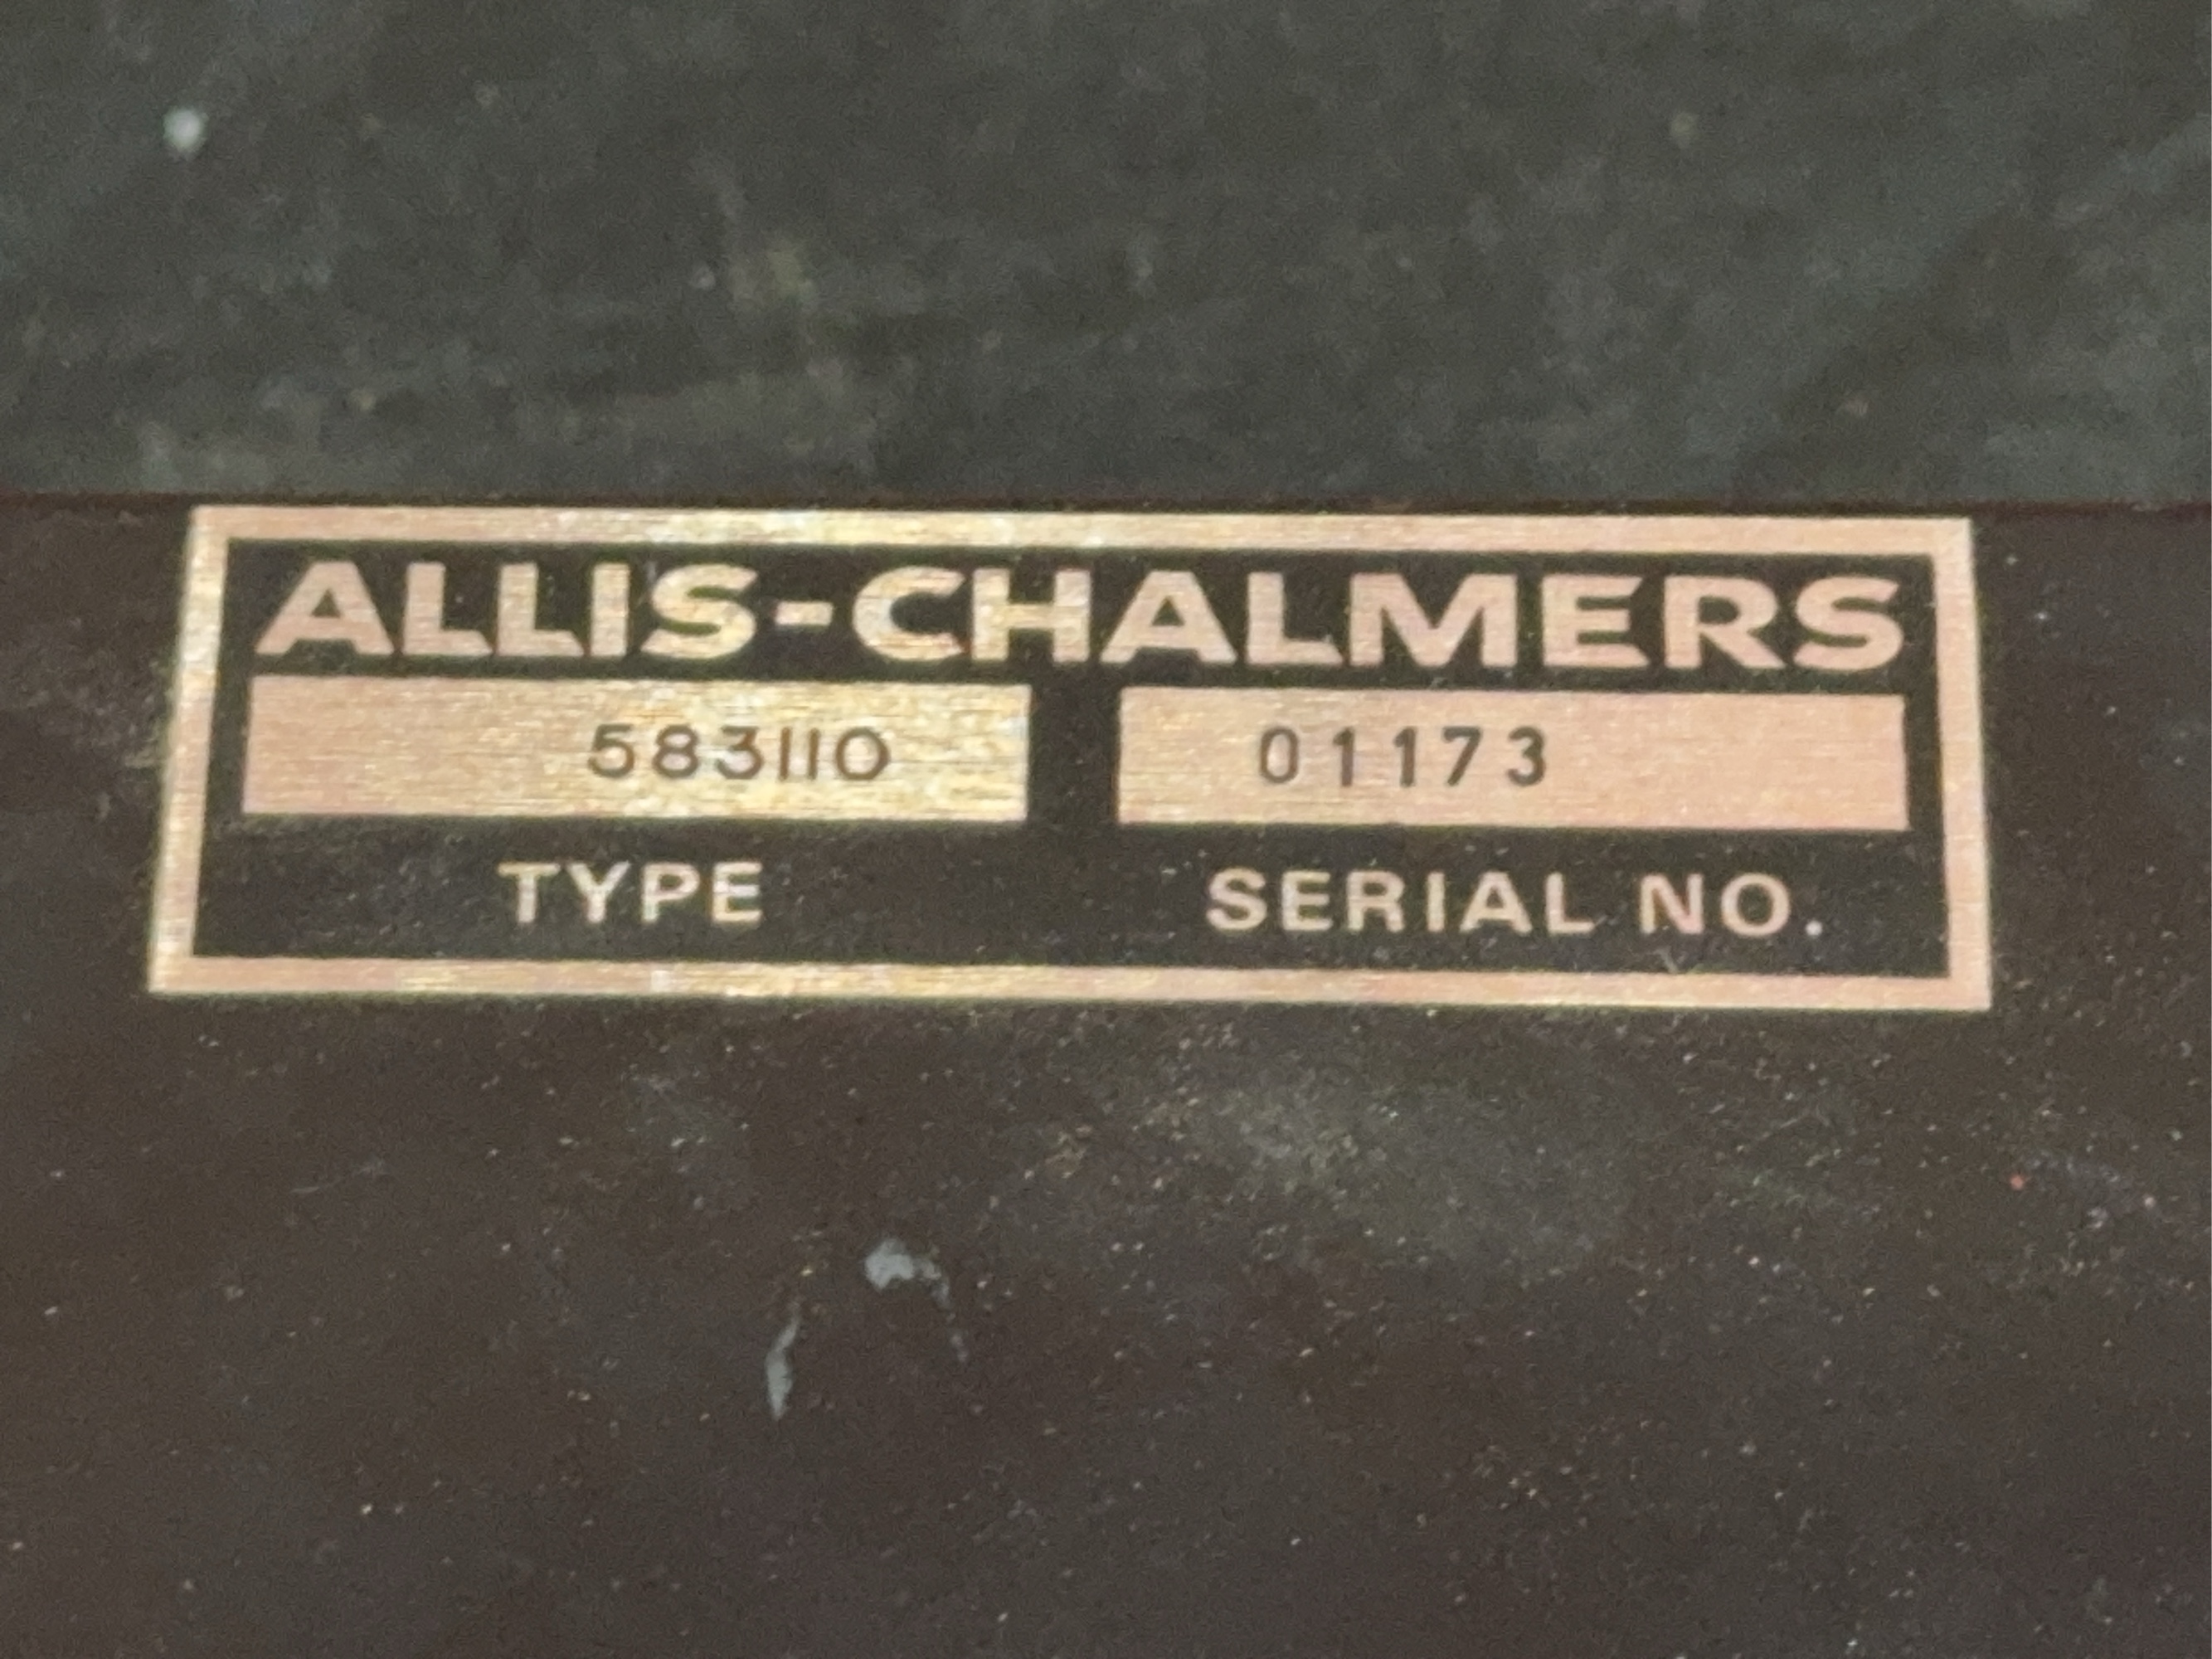 ALLIS-CHALMERS
583110 01173
TYPE SERIAL NO.